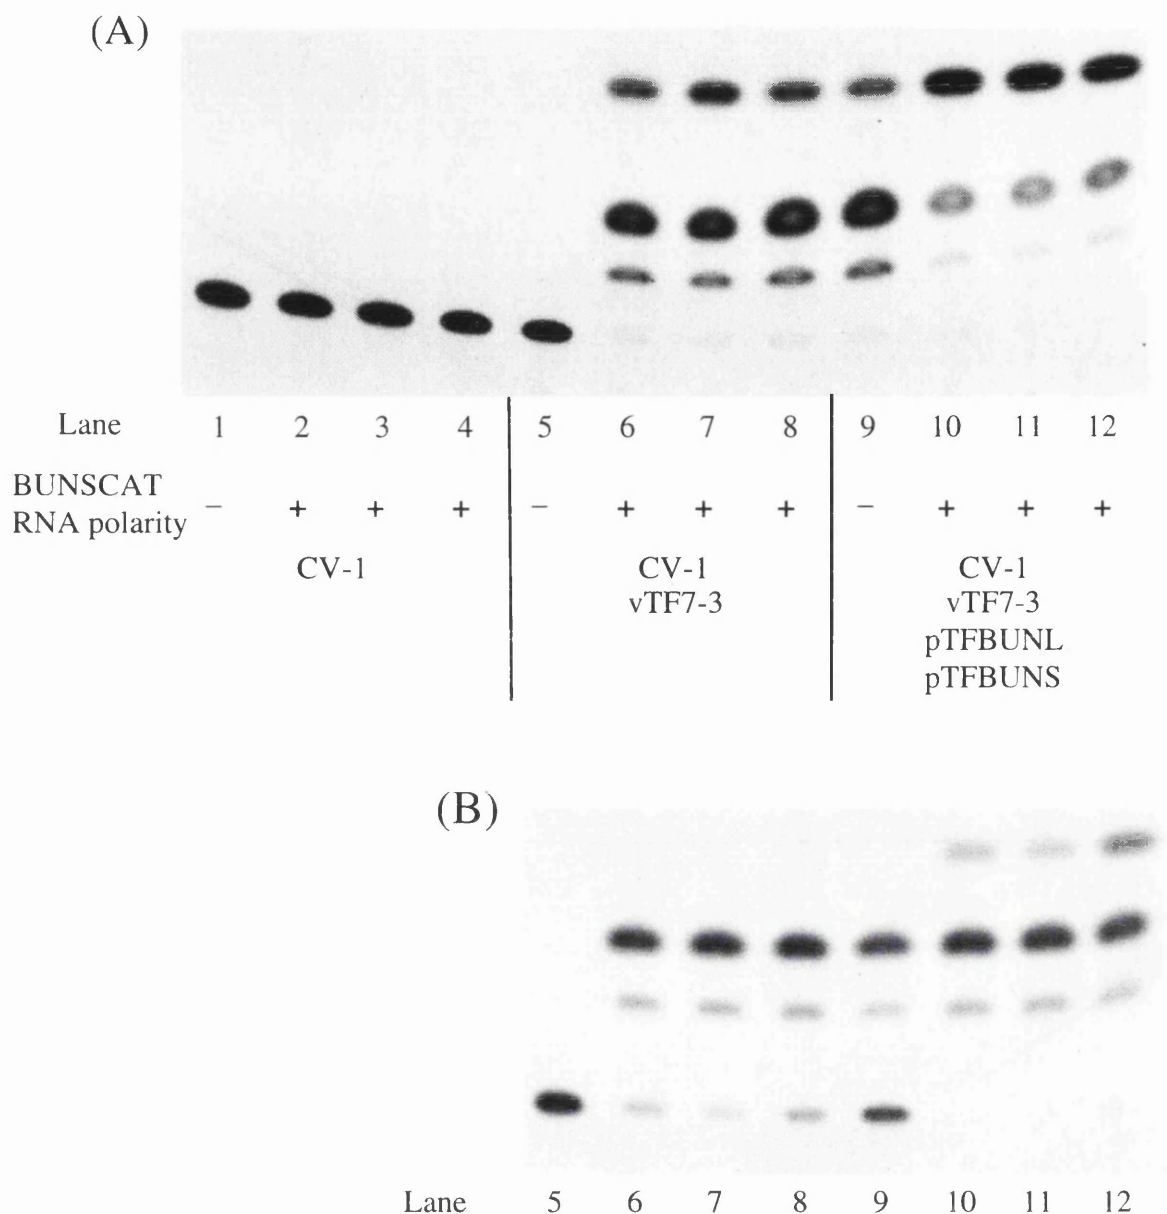 (A)
Lane 1 2 3 4 5 6 7 8 9 10 11 12
BUNSCAT
RNA polarity − + + + − + + + − + + +
CV-1 CV-1 CV-1
vTF7-3 vTF7-3
pTFBUNL
pTFBUNS
(B)
Lane 5 6 7 8 9 10 11 12